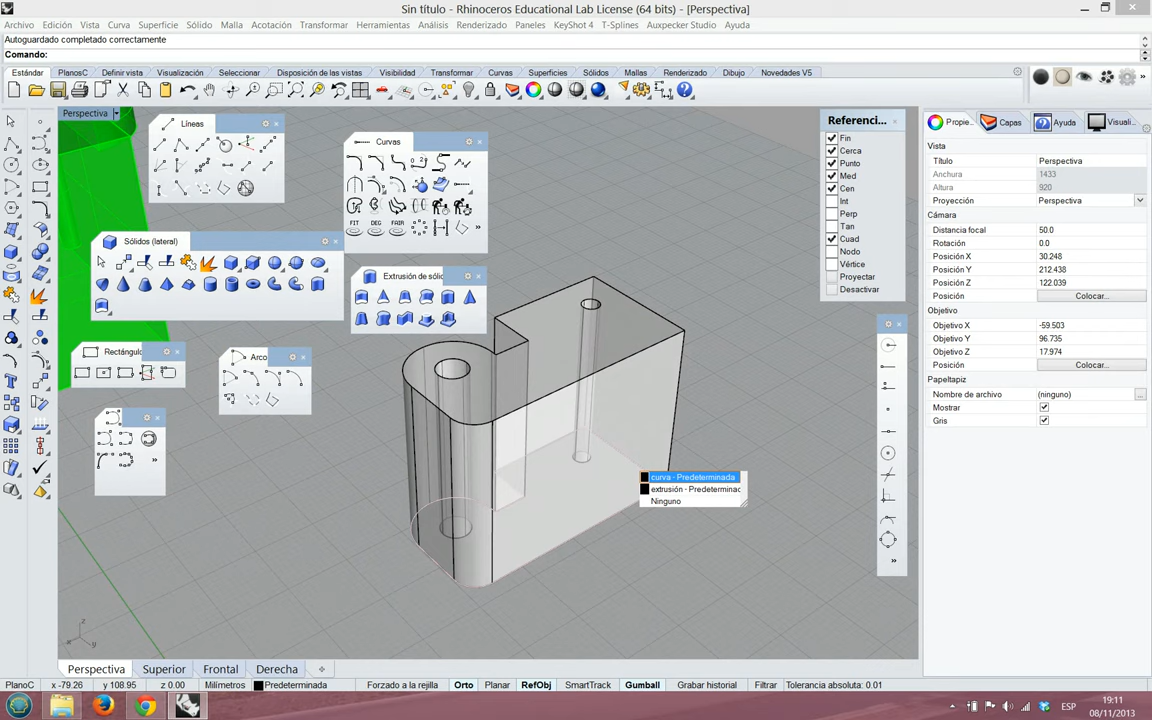 Sin título - Rhinoceros Educational Lab License (64 bits) - [Perspectiva]
Archivo Edición Vista Curva Superficie Sólido Malla Acotación Transformar Herramientas Análisis Renderizado Paneles KeyShot 4 T-Splines Auxpecker Studio Ayuda
Autoguardado completado correctamente
Comando:
Estándar PlanosC Definir vista Visualización Seleccionar Disposición de las vistas Visibilidad Transformar Curvas Superficies Sólidos Mallas Renderizado Dibujo Novedades V5
Perspectiva
Líneas
Curvas
FIT DEG FAIR
Sólidos (lateral)
Extrusión de sólic
Rectángulo
Arco
Referenci...
Fin
Cerca
Punto
Med
Cen
Int
Perp
Tan
Cuad
Nodo
Vértice
Proyectar
Desactivar
Propie... Capas Ayuda Visuali...
Vista
Título Perspectiva
Anchura 1433
Altura 920
Proyección Perspectiva
Cámara
Distancia focal 50.0
Rotación 0.0
Posición X 30.248
Posición Y 212.438
Posición Z 122.039
Posición Colocar...
Objetivo
Objetivo X -59.503
Objetivo Y 96.735
Objetivo Z 17.974
Posición Colocar...
Papeltapiz
Nombre de archivo (ninguno) ...
Mostrar
Gris
curva - Predeterminada
extrusión - Predeterminac
Ninguno
z
x y
Perspectiva Superior Frontal Derecha
PlanoC x -79.26 y 108.95 z 0.00 Milímetros Predeterminada Forzado a la rejilla Orto Planar RefObj SmartTrack Gumball Grabar historial Filtrar Tolerancia absoluta: 0.01
ESP
19:11
08/11/2013